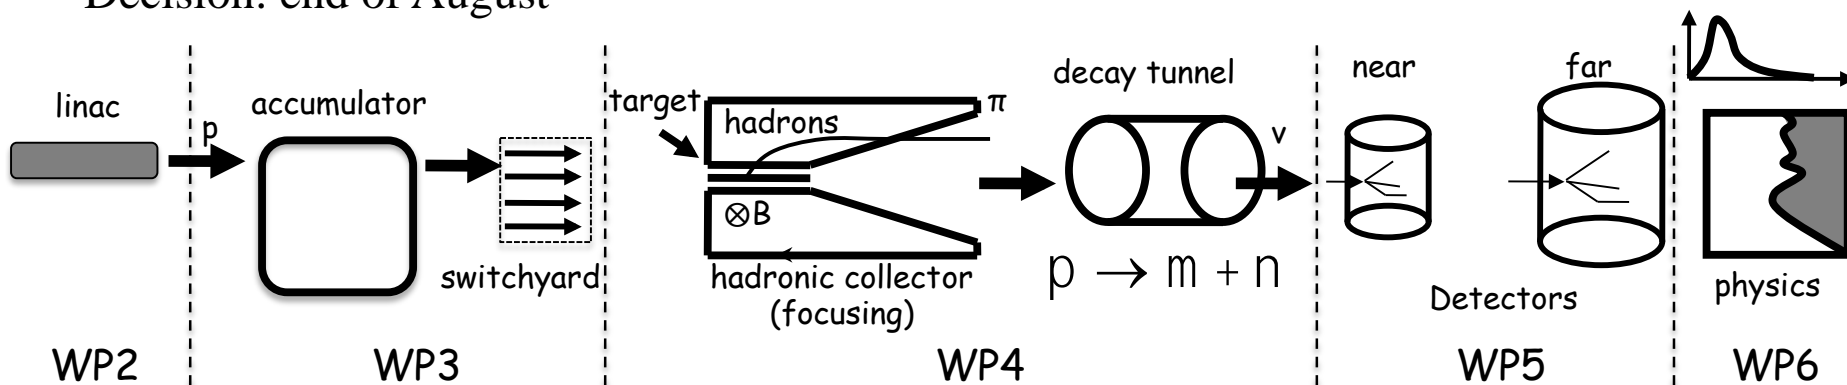 Decision: end of August
linac
p
accumulator
switchyard
target
hadrons
π
⊗B
hadronic collector
(focusing)
decay tunnel
ν
p → m + n
near
far
Detectors
physics
WP2
WP3
WP4
WP5
WP6